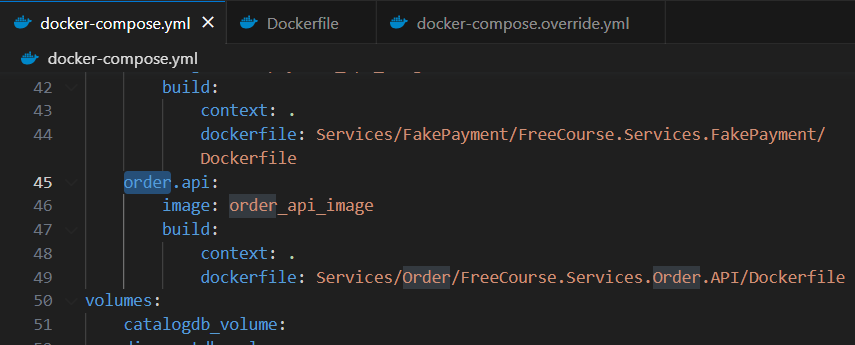 docker-compose.yml
Dockerfile
docker-compose.override.yml
docker-compose.yml
42 build:
43 context: .
44 dockerfile: Services/FakePayment/FreeCourse.Services.FakePayment/
Dockerfile
45 order.api:
46 image: order_api_image
47 build:
48 context: .
49 dockerfile: Services/Order/FreeCourse.Services.Order.API/Dockerfile
50 volumes:
51 catalogdb_volume: